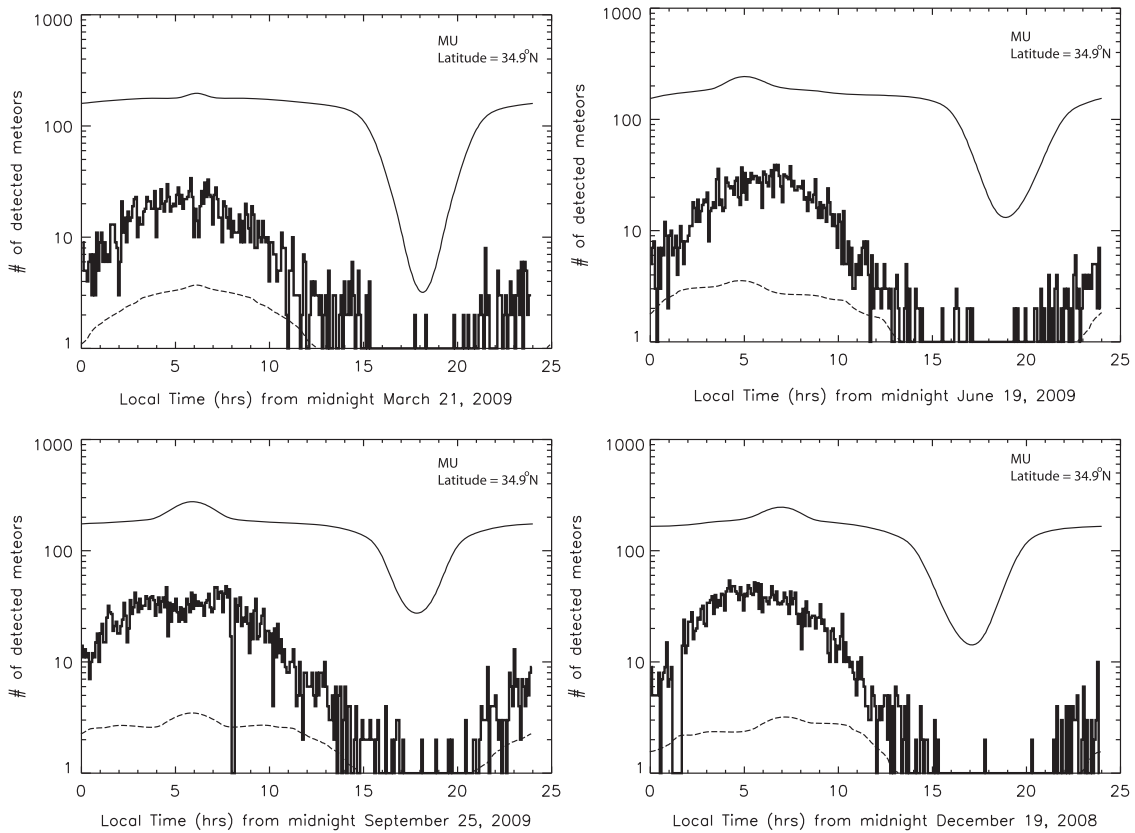 1000
100
10
1
# of detected meteors
MU
Latitude = 34.9°N
0 5 10 15 20 25
Local Time (hrs) from midnight March 21, 2009
1000
100
10
1
# of detected meteors
MU
Latitude = 34.9°N
0 5 10 15 20 25
Local Time (hrs) from midnight June 19, 2009
1000
100
10
1
# of detected meteors
MU
Latitude = 34.9°N
0 5 10 15 20 25
Local Time (hrs) from midnight September 25, 2009
1000
100
10
1
# of detected meteors
MU
Latitude = 34.9°N
0 5 10 15 20 25
Local Time (hrs) from midnight December 19, 2008